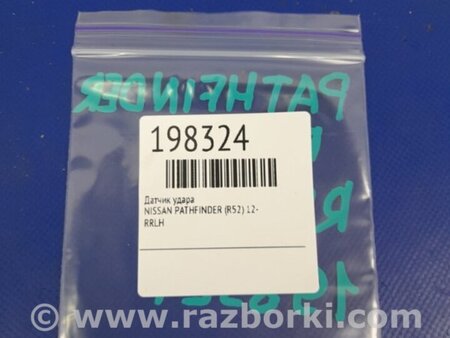 PATHFINDER
198324
Датчик удара
NISSAN PATHFINDER (R52) 12-
RRLH
www.razborki.com